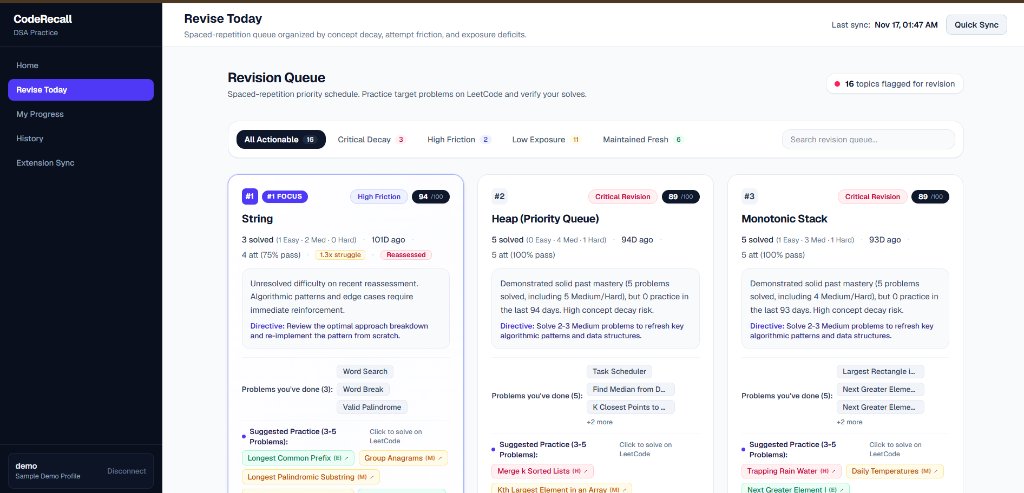 CodeRecall
DSA Practice
Home
Revise Today
My Progress
History
Extension Sync
demo
Sample Demo Profile
Disconnect
Revise Today
Spaced-repetition queue organized by concept decay, attempt friction, and exposure deficits.
Last sync: Nov 17, 01:47 AM
Quick Sync
Revision Queue
Spaced-repetition priority schedule. Practice target problems on LeetCode and verify your solves.
16 topics flagged for revision
All Actionable 16
Critical Decay 3
High Friction 2
Low Exposure 11
Maintained Fresh 6
Search revision queue...
#1 #1 FOCUS High Friction 94 /100
String
3 solved (1 Easy · 2 Med · 0 Hard) · 101D ago ·
4 att (75% pass) · 1.3x struggle · Reassessed
Unresolved difficulty on recent reassessment.
Algorithmic patterns and edge cases require
immediate reinforcement.
Directive: Review the optimal approach breakdown
and re-implement the pattern from scratch.
Problems you've done (3):
Word Search
Word Break
Valid Palindrome
Suggested Practice (3-5
Problems):
Click to solve on
LeetCode
Longest Common Prefix (E) ↗
Group Anagrams (M) ↗
Longest Palindromic Substring (M) ↗
#2 Critical Revision 89 /100
Heap (Priority Queue)
5 solved (0 Easy · 4 Med · 1 Hard) · 94D ago ·
5 att (100% pass)
Demonstrated solid past mastery (5 problems
solved, including 5 Medium/Hard), but 0 practice in
the last 94 days. High concept decay risk.
Directive: Solve 2-3 Medium problems to refresh key
algorithmic patterns and data structures.
Problems you've done (5):
Task Scheduler
Find Median from D...
K Closest Points to ...
+2 more
Suggested Practice (3-5
Problems):
Click to solve on
LeetCode
Merge k Sorted Lists (H) ↗
Kth Largest Element in an Array (M) ↗
#3 Critical Revision 89 /100
Monotonic Stack
5 solved (1 Easy · 3 Med · 1 Hard) · 93D ago
5 att (100% pass)
Demonstrated solid past mastery (5 problems
solved, including 4 Medium/Hard), but 0 practice in
the last 93 days. High concept decay risk.
Directive: Solve 2-3 Medium problems to refresh key
algorithmic patterns and data structures.
Problems you've done (5):
Largest Rectangle i...
Next Greater Eleme...
Next Greater Eleme...
+2 more
Suggested Practice (3-5
Problems):
Click to solve on
LeetCode
Trapping Rain Water (H) ↗
Daily Temperatures (M) ↗
Next Greater Element I (E) ↗